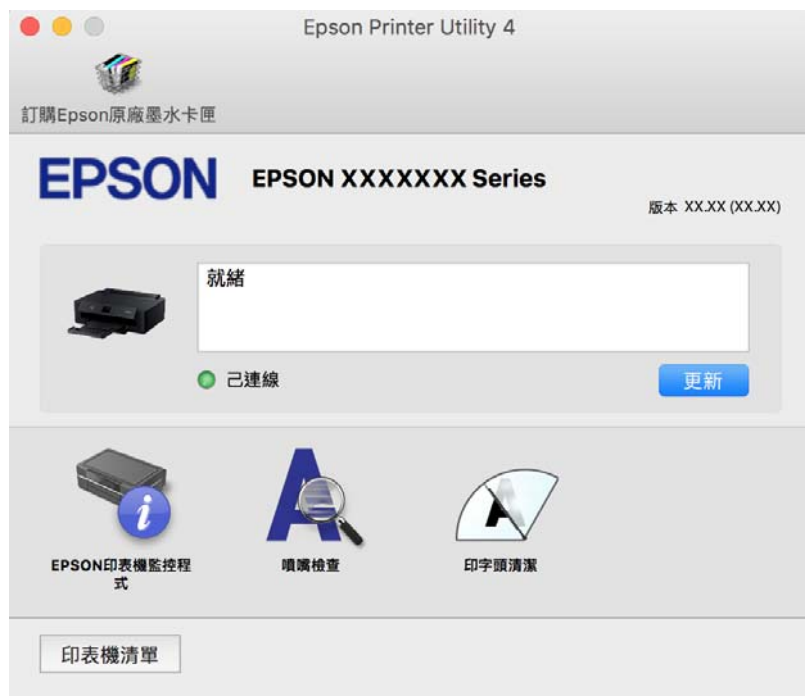 Epson Printer Utility 4
訂購Epson原廠墨水卡匣
EPSON
EPSON XXXXXXX Series
版本 XX.XX (XX.XX)
就緒
己連線
更新
EPSON印表機監控程
式
噴嘴檢查
印字頭清潔
印表機清單